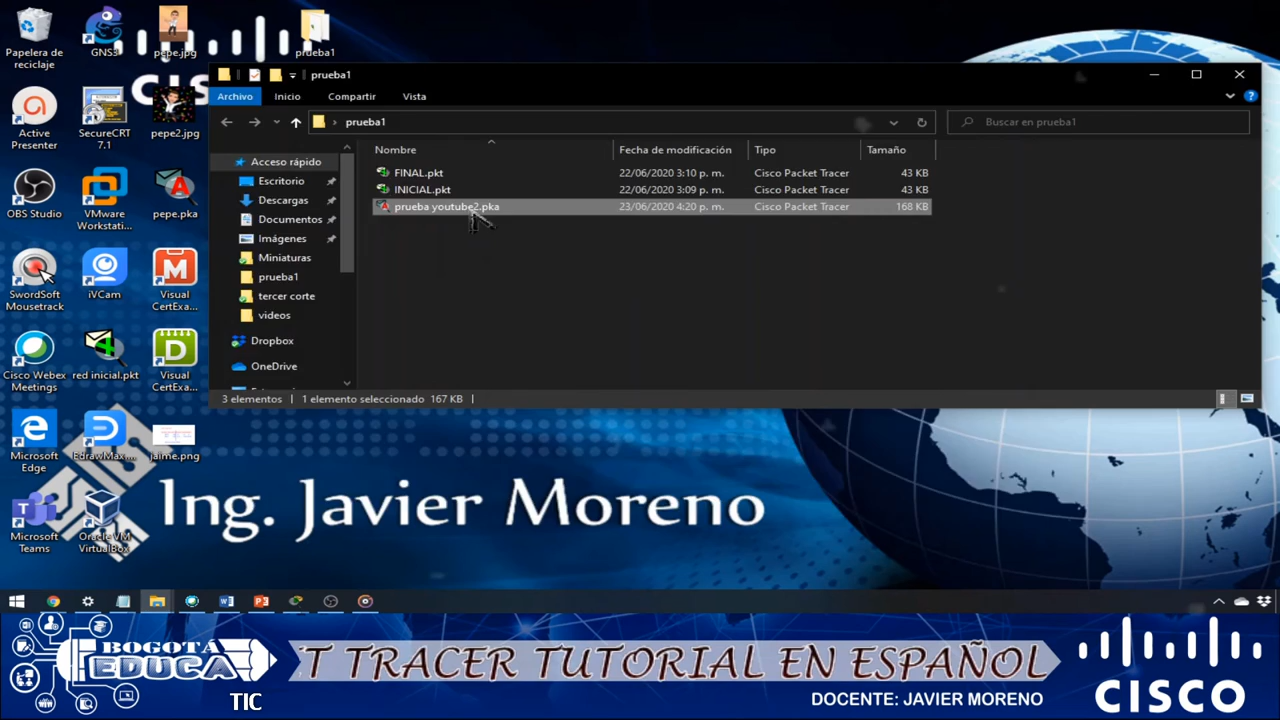 Papelera de reciclaje
GNS3
pepe.jpg
prueba1
CISCO
Active Presenter
SecureCRT 7.1
pepe2.jpg
OBS Studio
VMware Workstati...
pepe.pka
SwordSoft Mousetrack
iVCam
Visual CertExa...
Cisco Webex Meetings
red inicial.pkt
Visual CertExa...
Microsoft Edge
EdrawMax...
jaime.png
Microsoft Teams
Oracle VM VirtualBox
prueba1
Archivo Inicio Compartir Vista
prueba1
Buscar en prueba1
Acceso rápido
Escritorio
Descargas
Documentos
Imágenes
Miniaturas
prueba1
tercer corte
videos
Dropbox
OneDrive
Nombre Fecha de modificación Tipo Tamaño
FINAL.pkt 22/06/2020 3:10 p. m. Cisco Packet Tracer 43 KB
INICIAL.pkt 22/06/2020 3:09 p. m. Cisco Packet Tracer 43 KB
prueba youtube2.pka 23/06/2020 4:20 p. m. Cisco Packet Tracer 168 KB
3 elementos 1 elemento seleccionado 167 KB
Ing. Javier Moreno
BOGOTÁ
EDUCA
TIC
T TRACER TUTORIAL EN ESPAÑOL
DOCENTE: JAVIER MORENO
CISCO